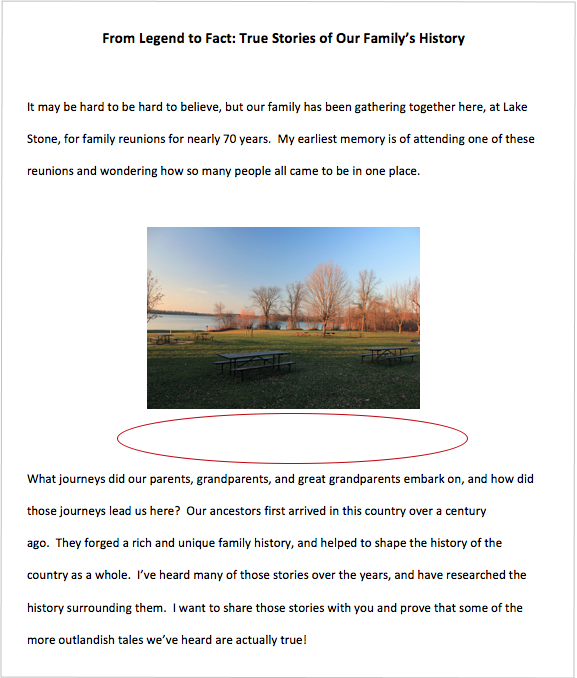 From Legend to Fact: True Stories of Our Family’s History
It may be hard to be hard to believe, but our family has been gathering together here, at Lake
Stone, for family reunions for nearly 70 years.  My earliest memory is of attending one of these
reunions and wondering how so many people all came to be in one place.
What journeys did our parents, grandparents, and great grandparents embark on, and how did
those journeys lead us here?  Our ancestors first arrived in this country over a century
ago.  They forged a rich and unique family history, and helped to shape the history of the
country as a whole.  I’ve heard many of those stories over the years, and have researched the
history surrounding them.  I want to share those stories with you and prove that some of the
more outlandish tales we’ve heard are actually true!